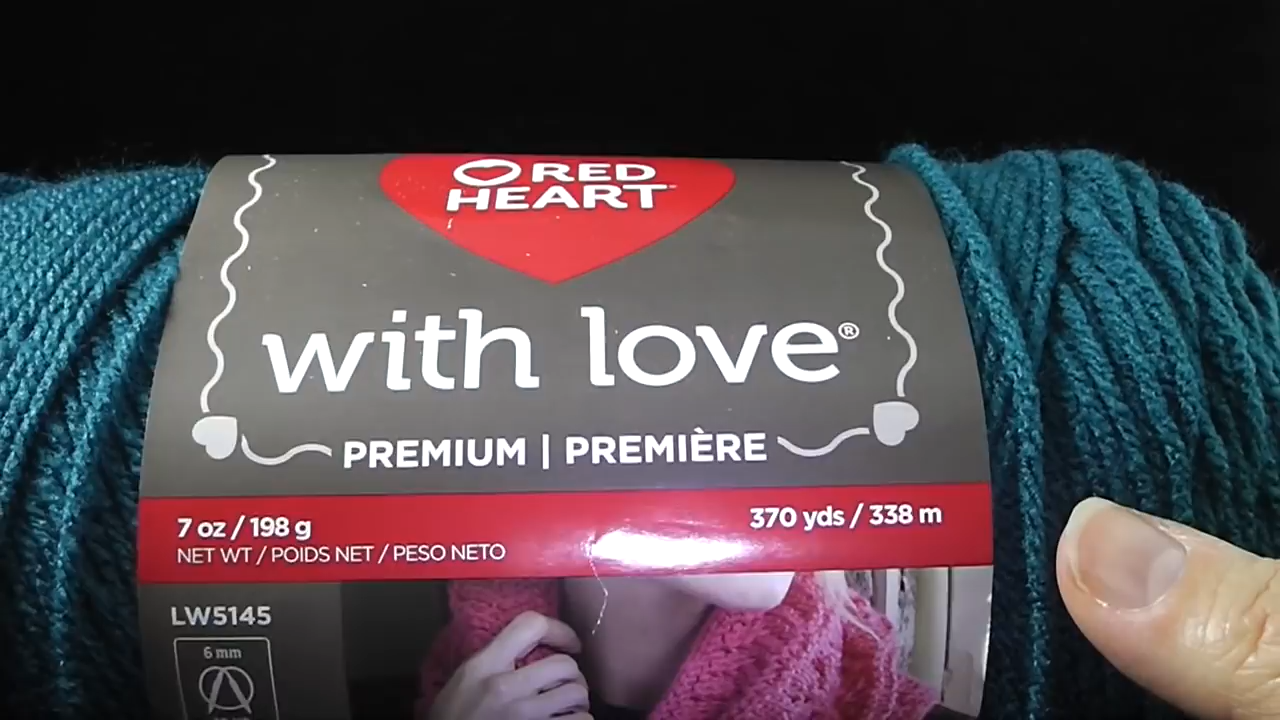 RED
HEART™
with love®
PREMIUM | PREMIÈRE
7 oz / 198 g
370 yds / 338 m
NET WT / POIDS NET / PESO NETO
LW5145
6 mm